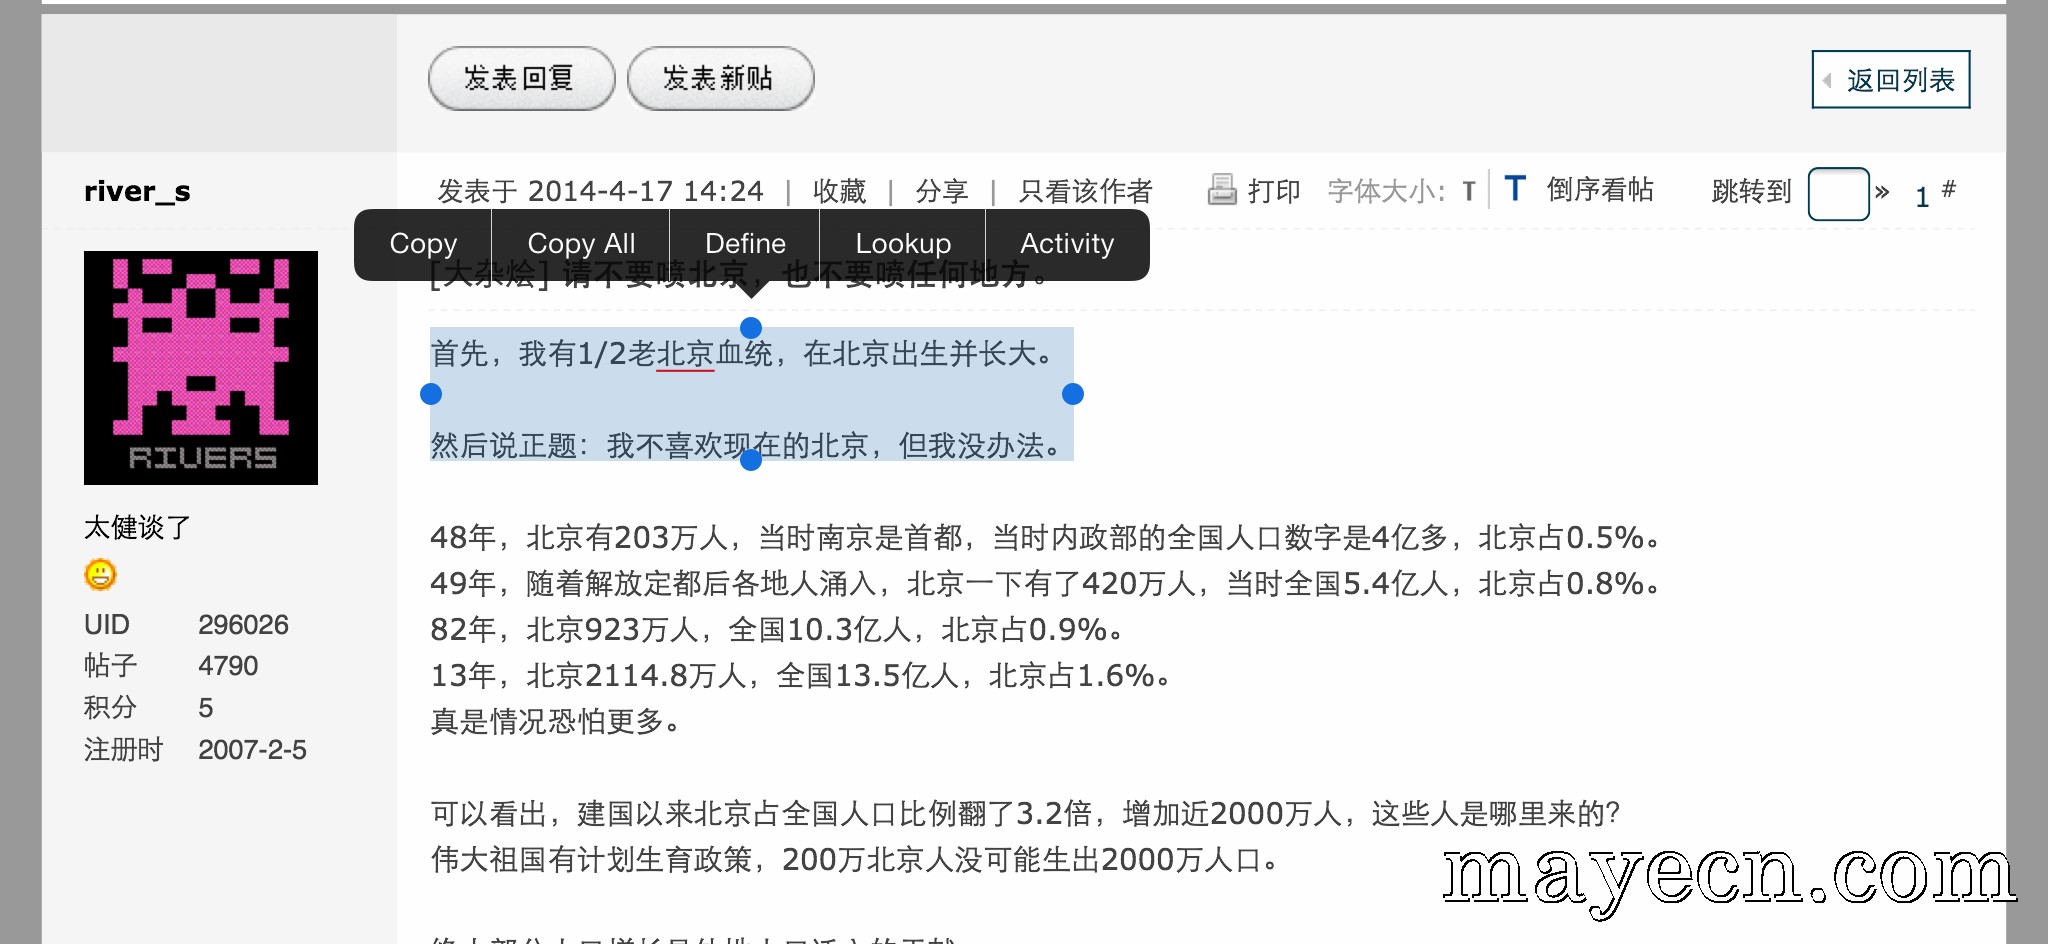 发表回复 发表新贴 返回列表
river_s
发表于 2014-4-17 14:24 | 收藏 | 分享 | 只看该作者 打印 字体大小: T T 倒序看帖 跳转到 » 1 #
Copy Copy All Define Lookup Activity
[大杂烩] 请不要喷北京，也不要喷任何地方。
首先，我有1/2老北京血统，在北京出生并长大。
然后说正题：我不喜欢现在的北京，但我没办法。
RIVERS
太健谈了
UID 296026
帖子 4790
积分 5
注册时 2007-2-5
48年，北京有203万人，当时南京是首都，当时内政部的全国人口数字是4亿多，北京占0.5%。
49年，随着解放定都后各地人涌入，北京一下有了420万人，当时全国5.4亿人，北京占0.8%。
82年，北京923万人，全国10.3亿人，北京占0.9%。
13年，北京2114.8万人，全国13.5亿人，北京占1.6%。
真是情况恐怕更多。
可以看出，建国以来北京占全国人口比例翻了3.2倍，增加近2000万人，这些人是哪里来的？
伟大祖国有计划生育政策，200万北京人没可能生出2000万人口。
mayecn.com